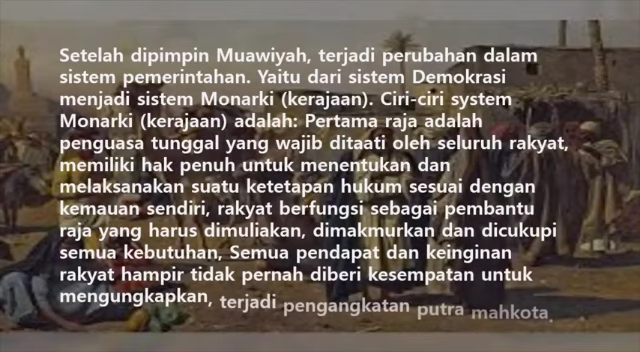 Setelah dipimpin Muawiyah, terjadi perubahan dalam
sistem pemerintahan. Yaitu dari sistem Demokrasi
menjadi sistem Monarki (kerajaan). Ciri-ciri system
Monarki (kerajaan) adalah: Pertama raja adalah
penguasa tunggal yang wajib ditaati oleh seluruh rakyat,
memiliki hak penuh untuk menentukan dan
melaksanakan suatu ketetapan hukum sesuai dengan
kemauan sendiri, rakyat berfungsi sebagai pembantu
raja yang harus dimuliakan, dimakmurkan dan dicukupi
semua kebutuhan, Semua pendapat dan keinginan
rakyat hampir tidak pernah diberi kesempatan untuk
mengungkapkan, terjadi pengangkatan putra mahkota.